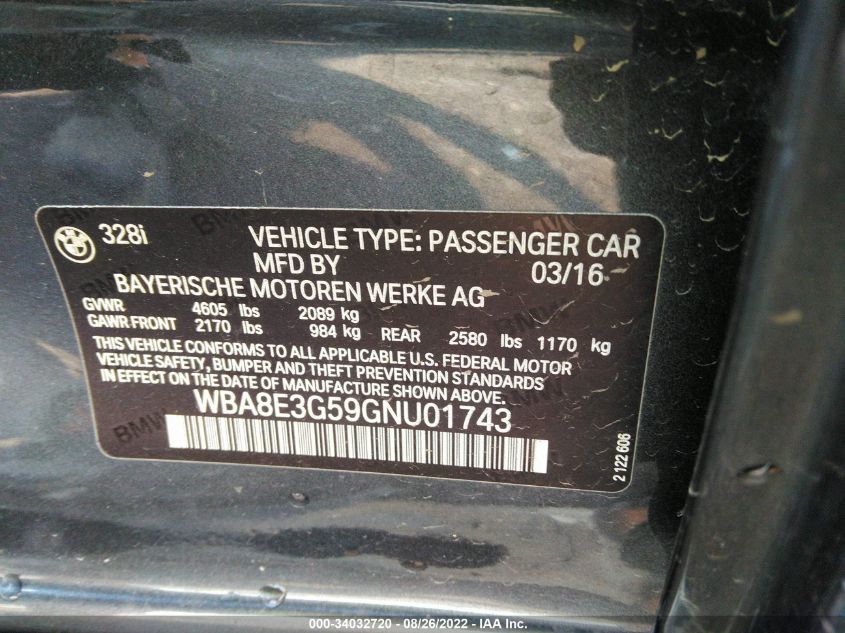 328i
VEHICLE TYPE: PASSENGER CAR
MFD BY 03/16
BAYERISCHE MOTOREN WERKE AG
GVWR 4605 lbs 2089 kg
GAWR FRONT 2170 lbs 984 kg REAR 2580 lbs 1170 kg
THIS VEHICLE CONFORMS TO ALL APPLICABLE U.S. FEDERAL MOTOR
VEHICLE SAFETY, BUMPER AND THEFT PREVENTION STANDARDS
IN EFFECT ON THE DATE OF MANUFACTURE SHOWN ABOVE.
WBA8E3G59GNU01743
2 122 606
000-34032720 - 08/26/2022 - IAA Inc.